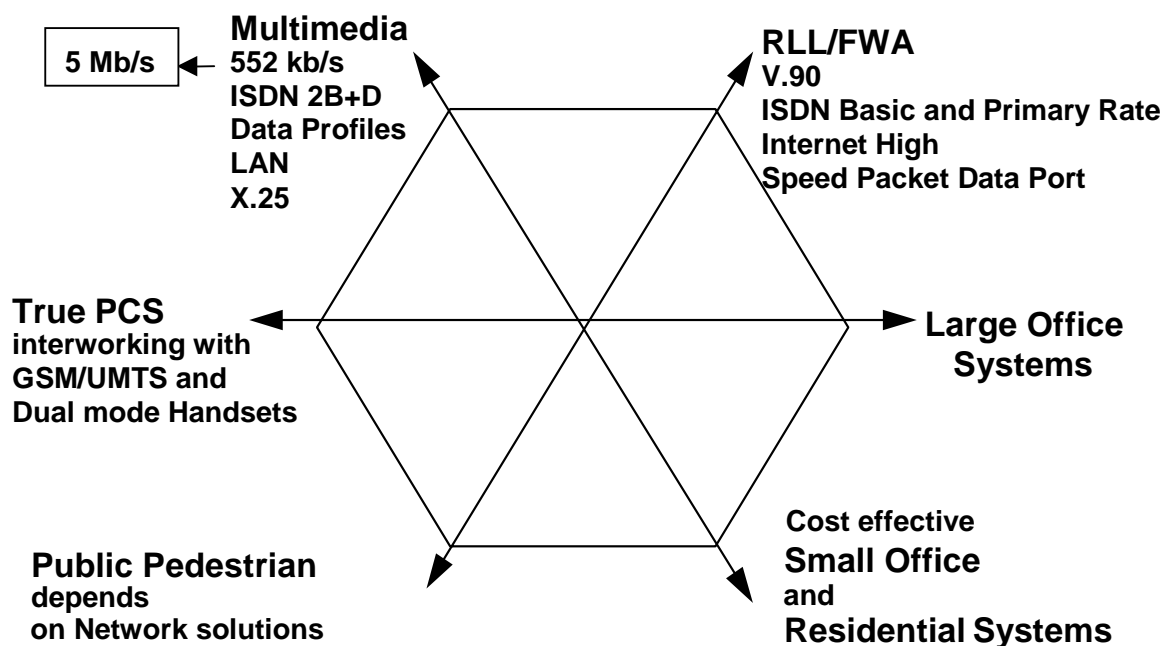 5 Mb/s
Multimedia
552 kb/s
ISDN 2B+D
Data Profiles
LAN
X.25
RLL/FWA
V.90
ISDN Basic and Primary Rate
Internet High
Speed Packet Data Port
True PCS
interworking with
GSM/UMTS and
Dual mode Handsets
Large Office
Systems
Public Pedestrian
depends
on Network solutions
Cost effective
Small Office
and
Residential Systems